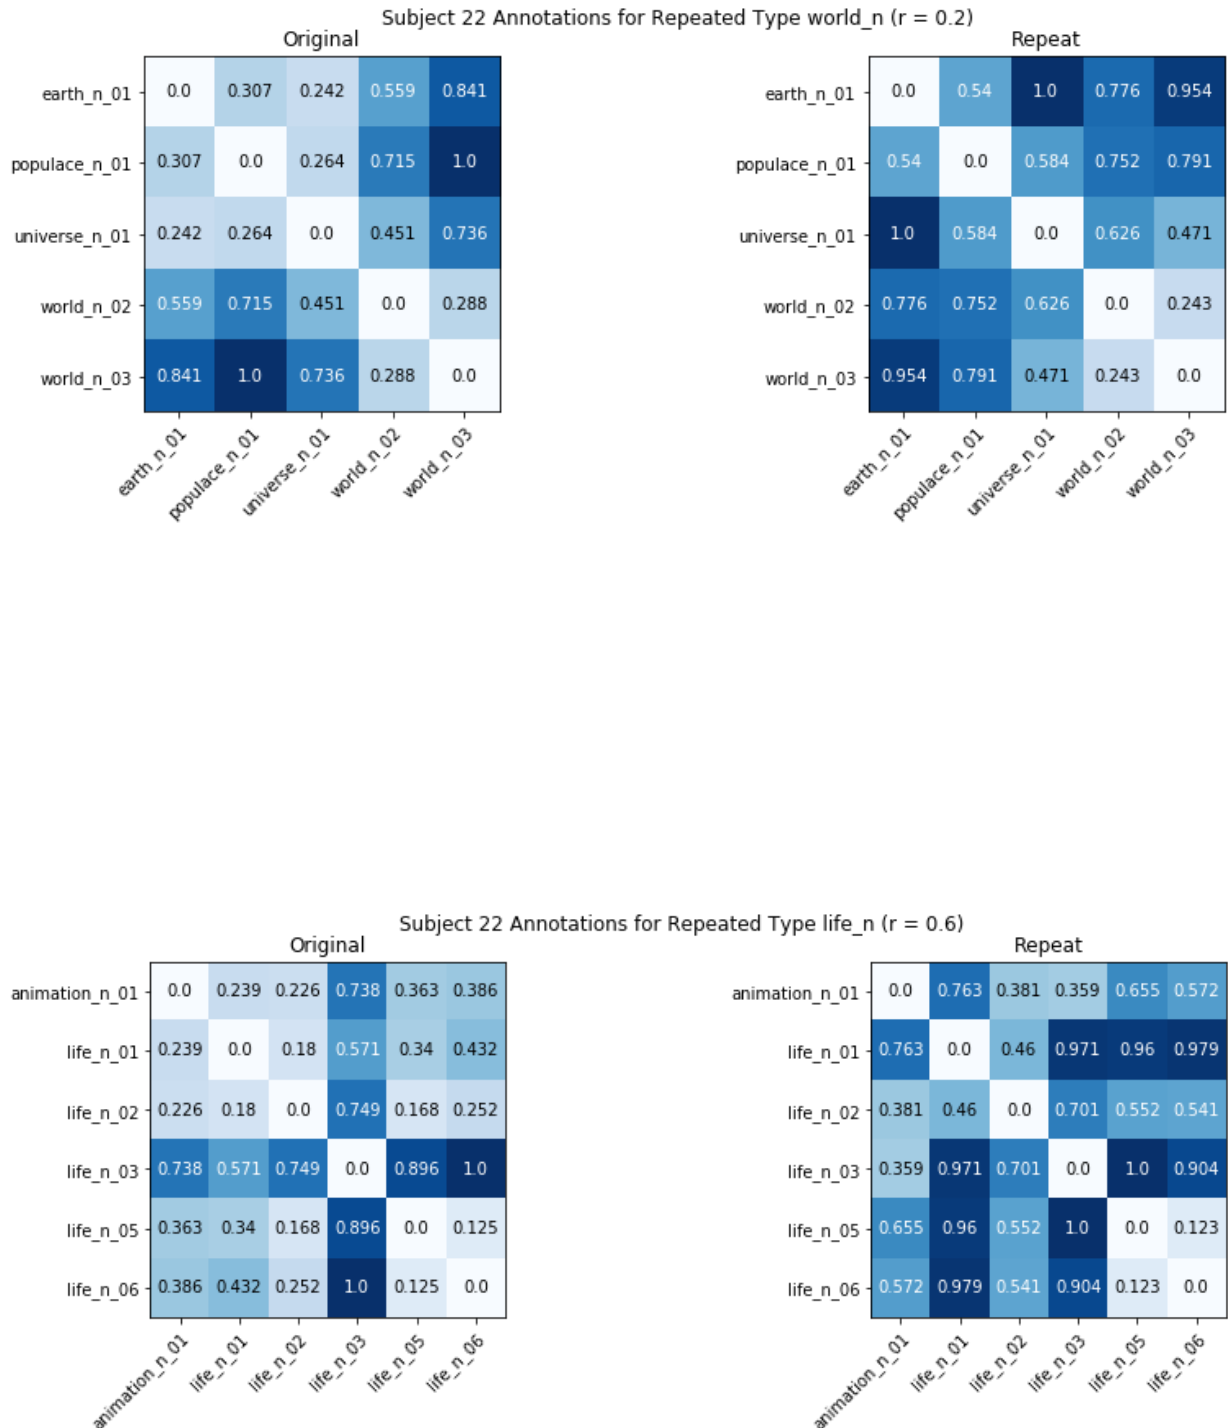 Subject 22 Annotations for Repeated Type world_n (r = 0.2)
Original
earth_n_01 0.0 0.307 0.242 0.559 0.841
populace_n_01 0.307 0.0 0.264 0.715 1.0
universe_n_01 0.242 0.264 0.0 0.451 0.736
world_n_02 0.559 0.715 0.451 0.0 0.288
world_n_03 0.841 1.0 0.736 0.288 0.0
earth_n_01 populace_n_01 universe_n_01 world_n_02 world_n_03
Repeat
earth_n_01 0.0 0.54 1.0 0.776 0.954
populace_n_01 0.54 0.0 0.584 0.752 0.791
universe_n_01 1.0 0.584 0.0 0.626 0.471
world_n_02 0.776 0.752 0.626 0.0 0.243
world_n_03 0.954 0.791 0.471 0.243 0.0
earth_n_01 populace_n_01 universe_n_01 world_n_02 world_n_03
Subject 22 Annotations for Repeated Type life_n (r = 0.6)
Original
animation_n_01 0.0 0.239 0.226 0.738 0.363 0.386
life_n_01 0.239 0.0 0.18 0.571 0.34 0.432
life_n_02 0.226 0.18 0.0 0.749 0.168 0.252
life_n_03 0.738 0.571 0.749 0.0 0.896 1.0
life_n_05 0.363 0.34 0.168 0.896 0.0 0.125
life_n_06 0.386 0.432 0.252 1.0 0.125 0.0
animation_n_01 life_n_01 life_n_02 life_n_03 life_n_05 life_n_06
Repeat
animation_n_01 0.0 0.763 0.381 0.359 0.655 0.572
life_n_01 0.763 0.0 0.46 0.971 0.96 0.979
life_n_02 0.381 0.46 0.0 0.701 0.552 0.541
life_n_03 0.359 0.971 0.701 0.0 1.0 0.904
life_n_05 0.655 0.96 0.552 1.0 0.0 0.123
life_n_06 0.572 0.979 0.541 0.904 0.123 0.0
animation_n_01 life_n_01 life_n_02 life_n_03 life_n_05 life_n_06